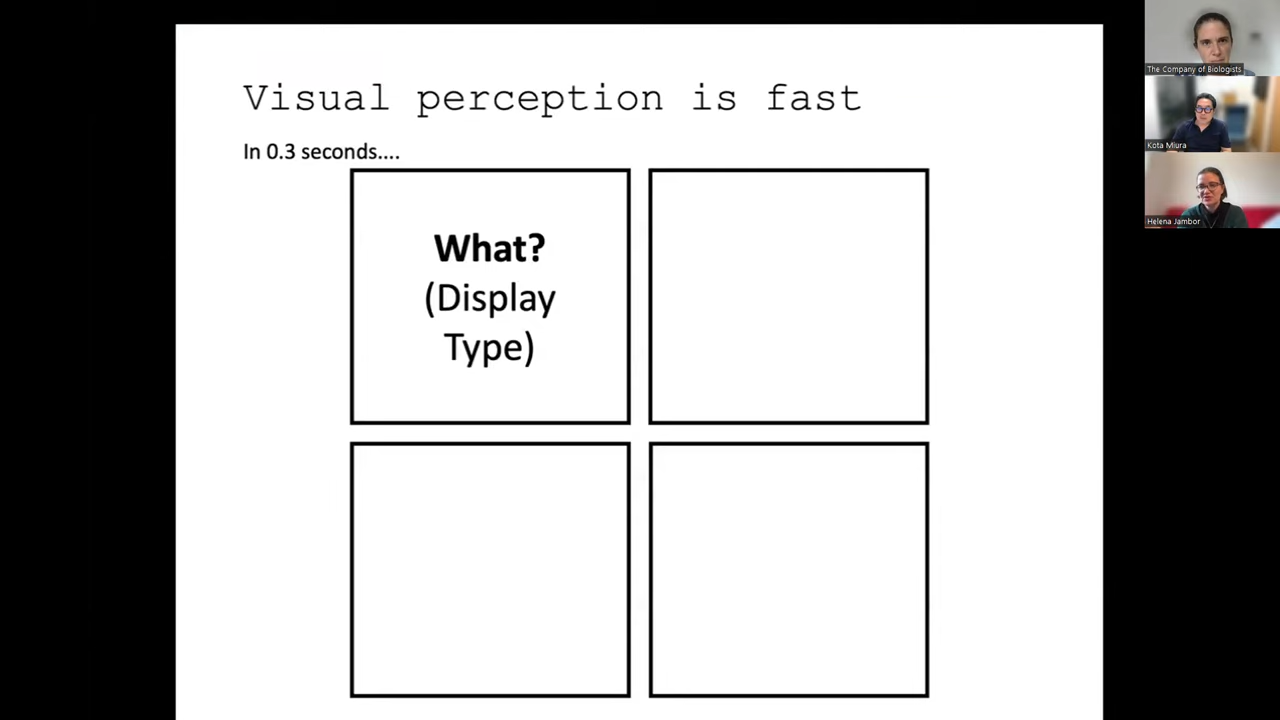 Visual perception is fast
In 0.3 seconds....
What?
(Display
Type)
The Company of Biologists
Kota Miura
Helena Jambor